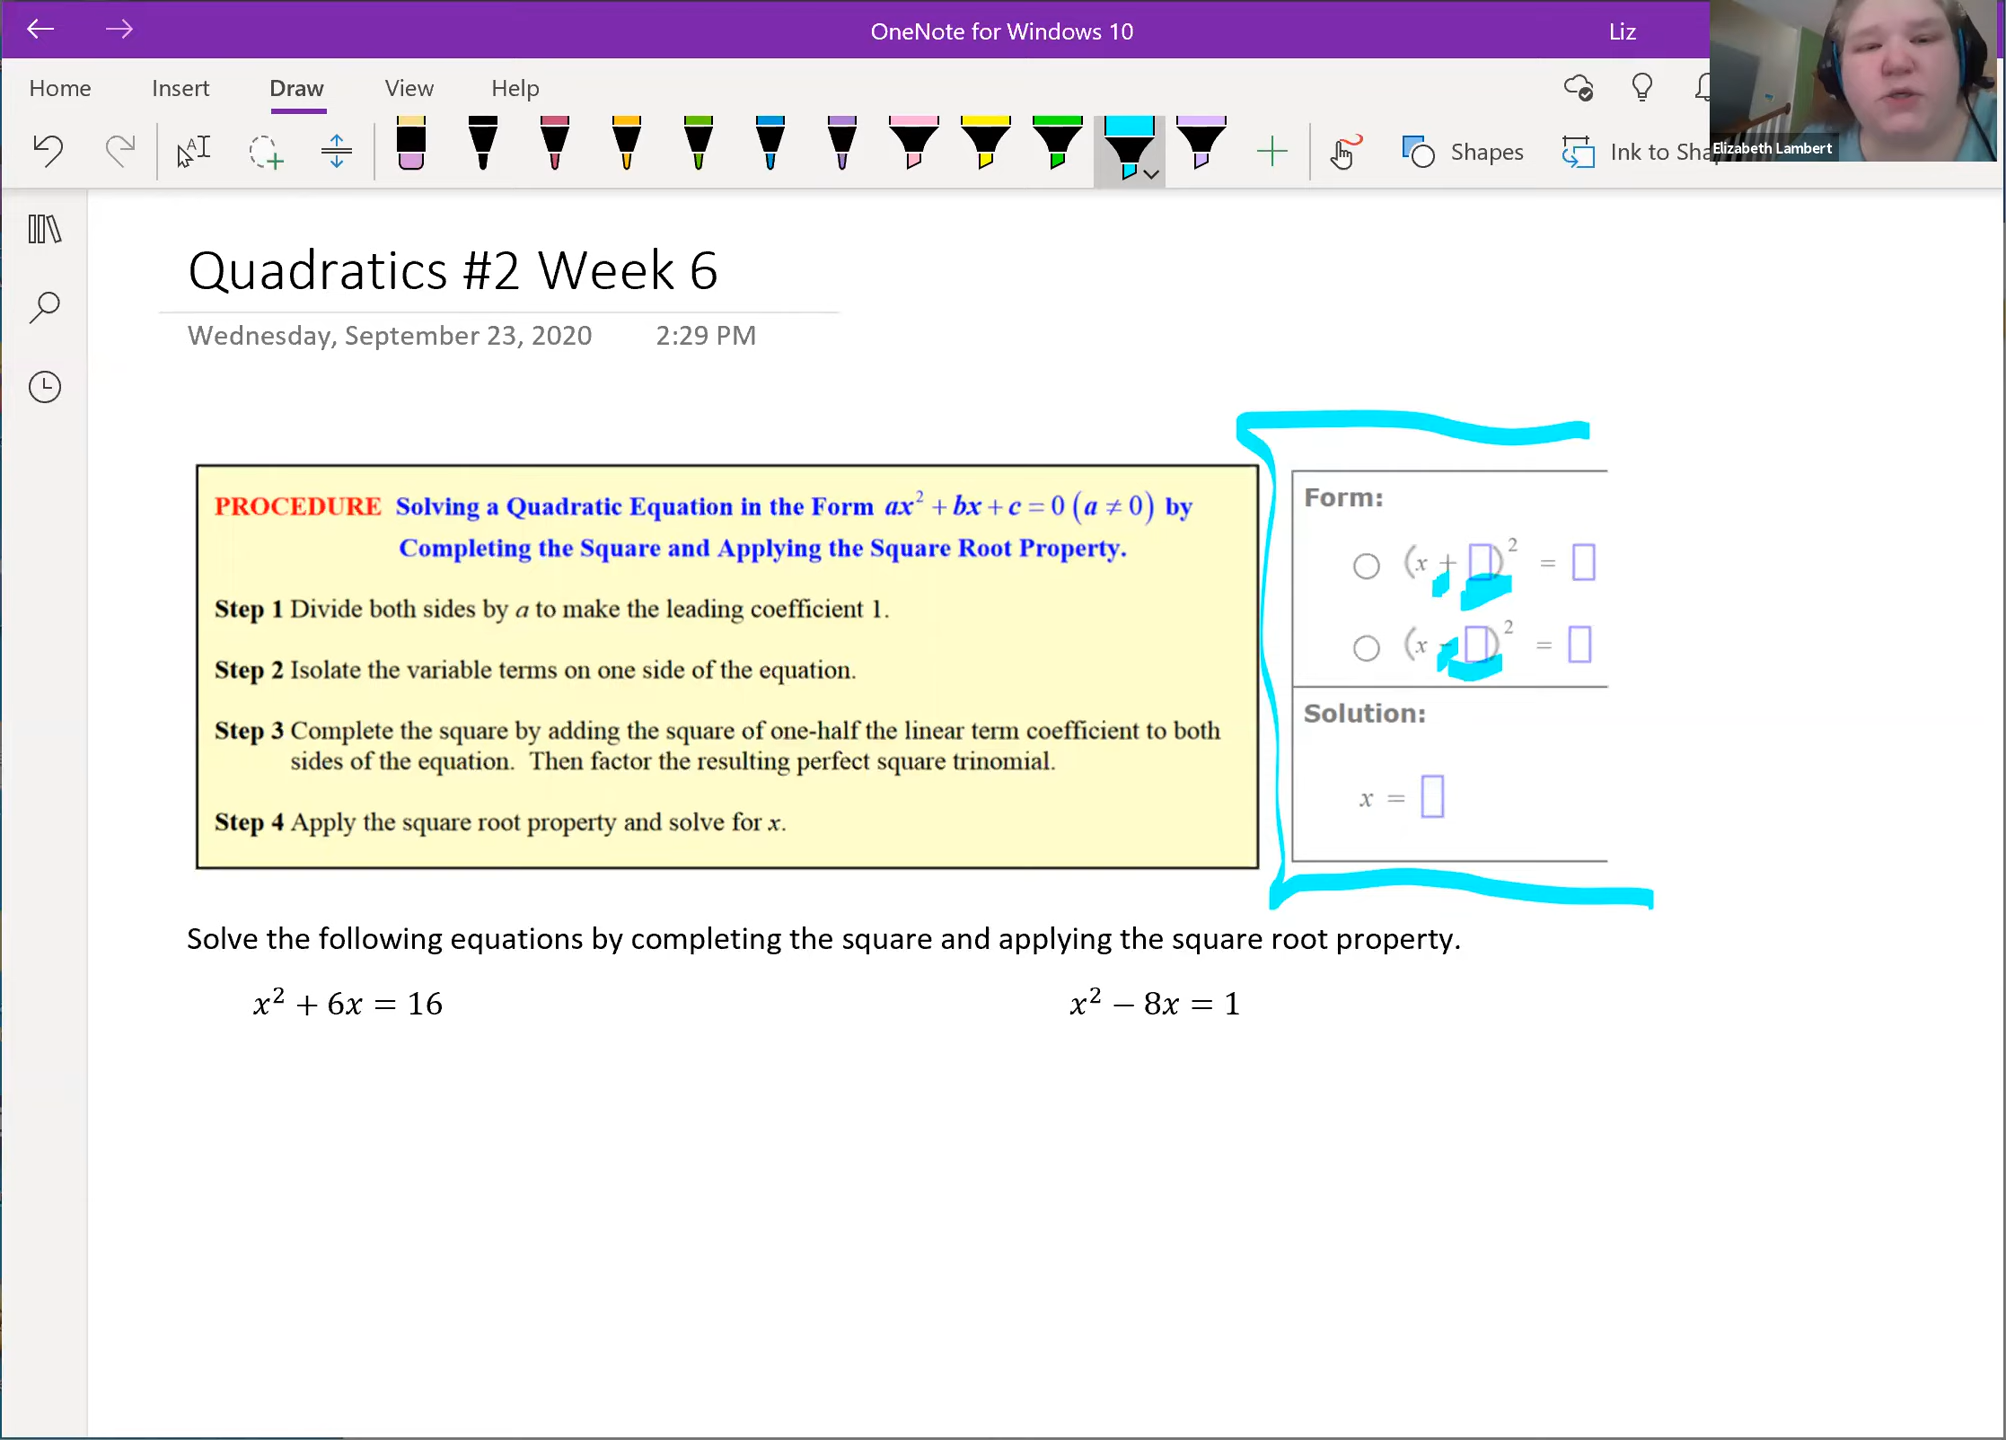 OneNote for Windows 10
Liz
Home Insert Draw View Help
Shapes
Ink to Sha
Elizabeth Lambert
Quadratics #2 Week 6
Wednesday, September 23, 2020 2:29 PM
PROCEDURE Solving a Quadratic Equation in the Form ax² + bx + c = 0 (a ≠ 0) by
Completing the Square and Applying the Square Root Property.
Step 1 Divide both sides by a to make the leading coefficient 1.
Step 2 Isolate the variable terms on one side of the equation.
Step 3 Complete the square by adding the square of one-half the linear term coefficient to both
sides of the equation. Then factor the resulting perfect square trinomial.
Step 4 Apply the square root property and solve for x.
Form:
(x + □)² = □
(x − □)² = □
Solution:
x = □
Solve the following equations by completing the square and applying the square root property.
x² + 6x = 16
x² − 8x = 1